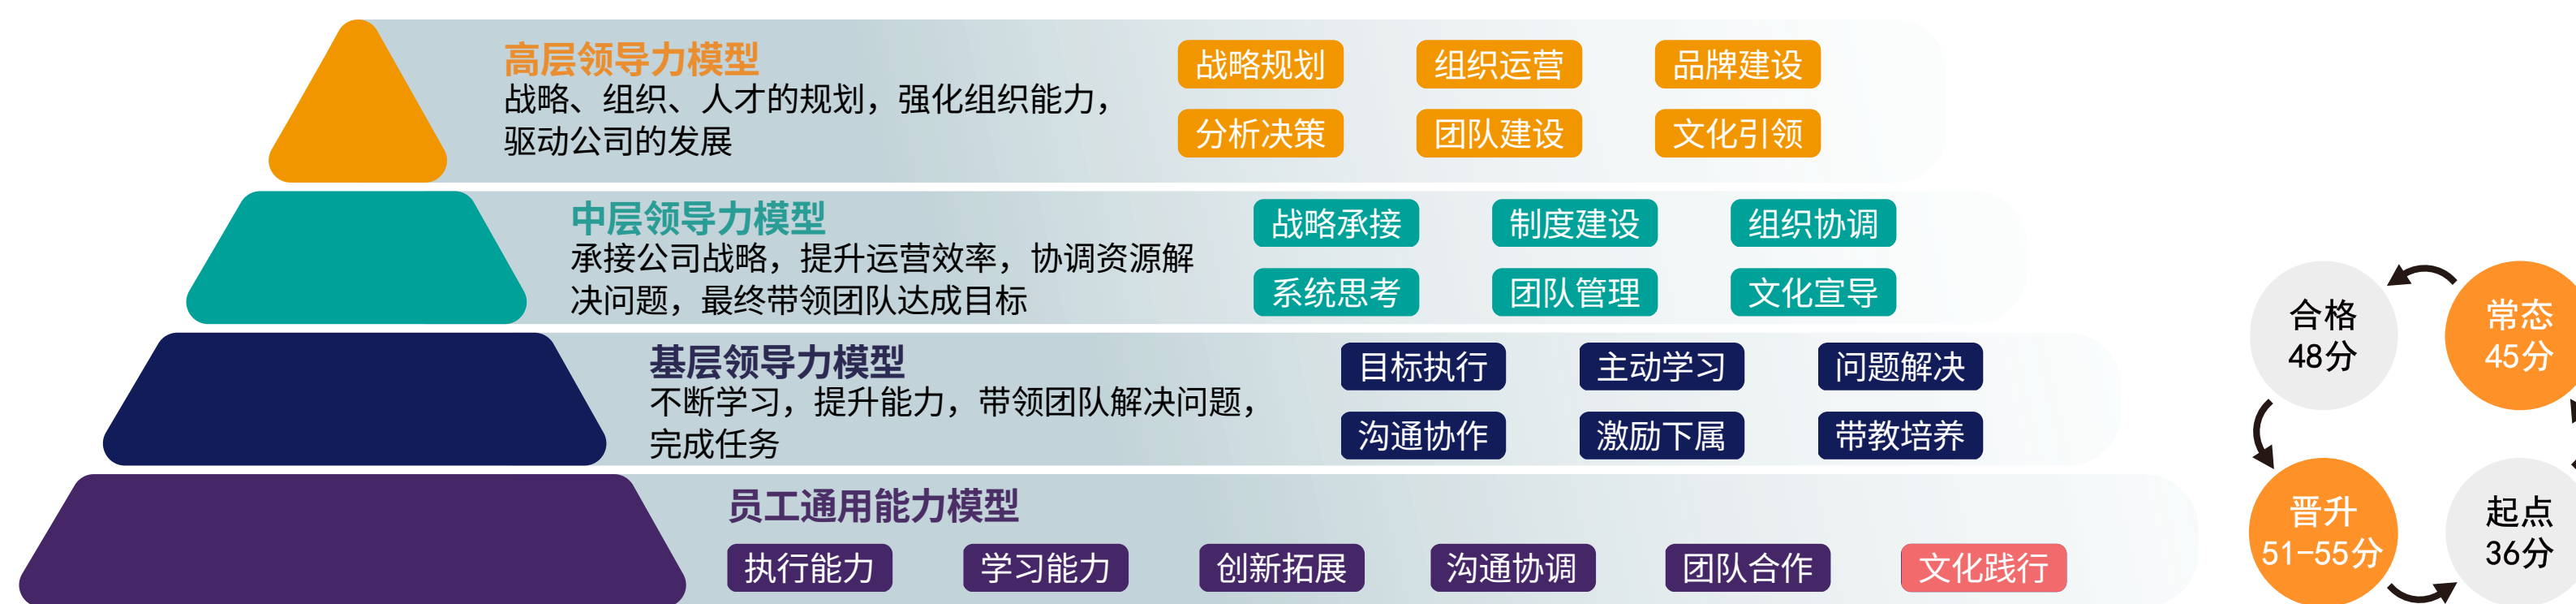 高层领导力模型
战略、组织、人才的规划，强化组织能力，
驱动公司的发展
战略规划 组织运营 品牌建设
分析决策 团队建设 文化引领
中层领导力模型
承接公司战略，提升运营效率，协调资源解
决问题，最终带领团队达成目标
战略承接 制度建设 组织协调
系统思考 团队管理 文化宣导
基层领导力模型
不断学习，提升能力，带领团队解决问题，
完成任务
目标执行 主动学习 问题解决
沟通协作 激励下属 带教培养
员工通用能力模型
执行能力 学习能力 创新拓展 沟通协调 团队合作 文化践行
合格
48分
常态
45分
晋升
51-55分
起点
36分